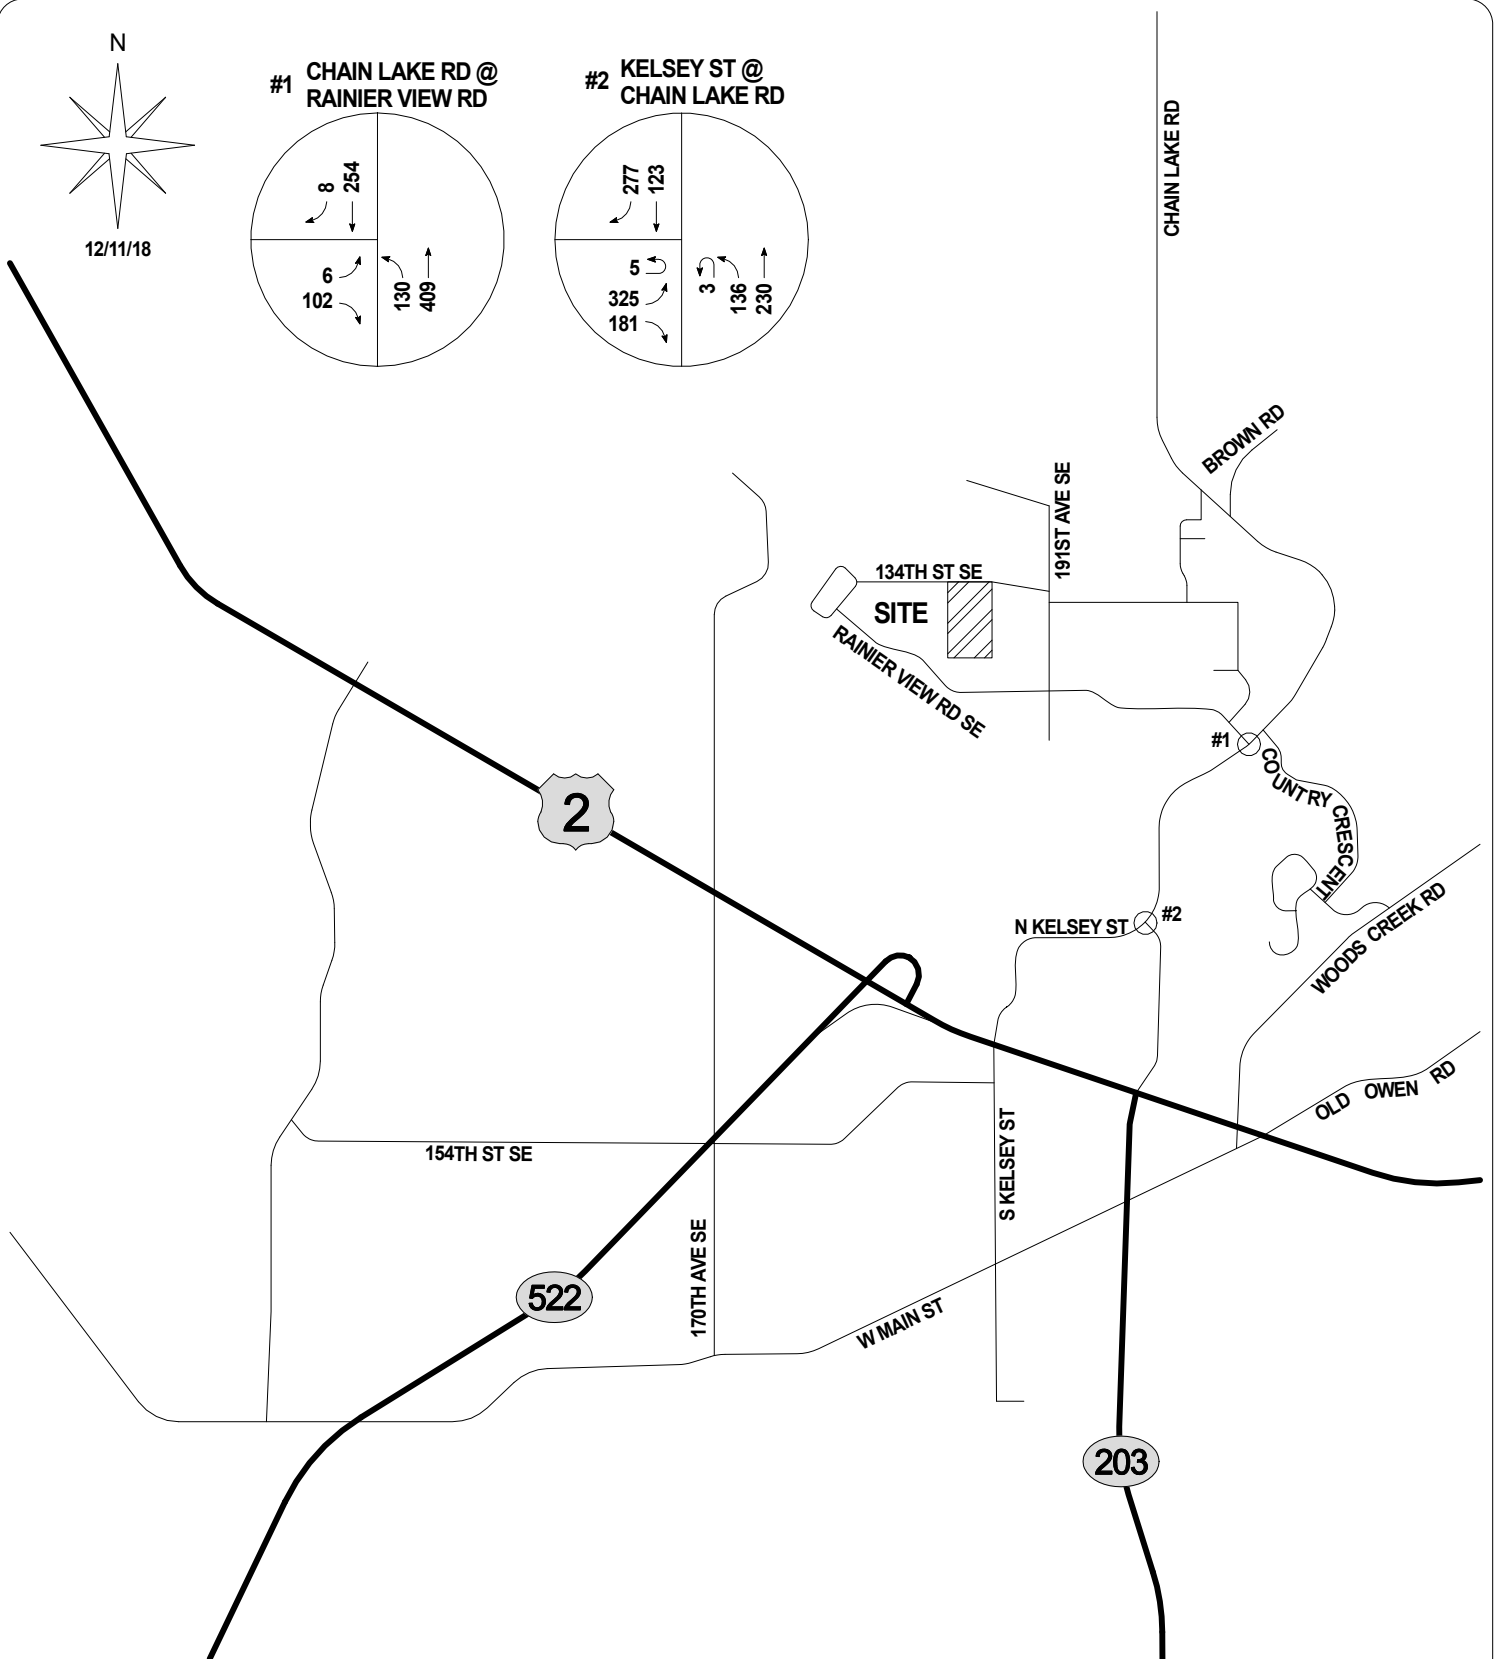 N
12/11/18
#1 CHAIN LAKE RD @
RAINIER VIEW RD
8
254
6
102
130
409
#2 KELSEY ST @
CHAIN LAKE RD
277
123
5
325
181
3
136
230
CHAIN LAKE RD
BROWN RD
191ST AVE SE
134TH ST SE
SITE
RAINIER VIEW RD SE
#1
COUNTRY CRESCENT
2
N KELSEY ST
#2
WOODS CREEK RD
OLD OWEN RD
154TH ST SE
S KELSEY ST
170TH AVE SE
522
W MAIN ST
203